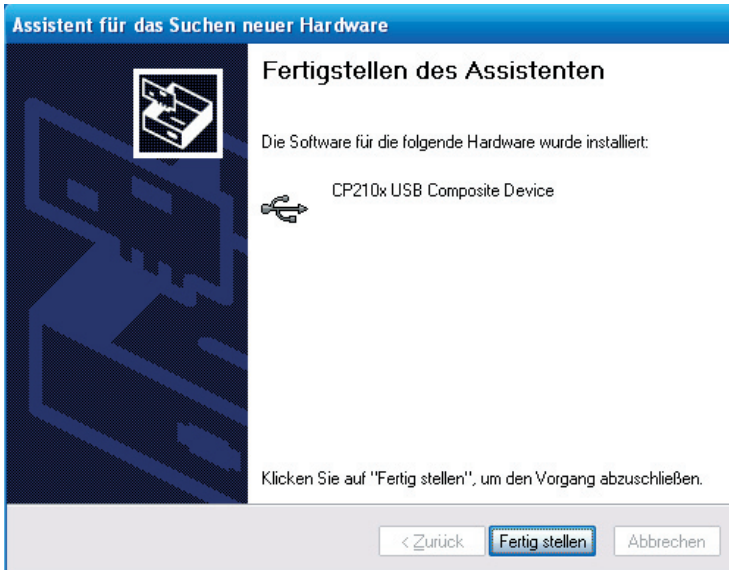 Assistent für das Suchen neuer Hardware
Fertigstellen des Assistenten
Die Software für die folgende Hardware wurde installiert:
CP210x USB Composite Device
Klicken Sie auf "Fertig stellen", um den Vorgang abzuschließen.
< Zurück Fertig stellen Abbrechen